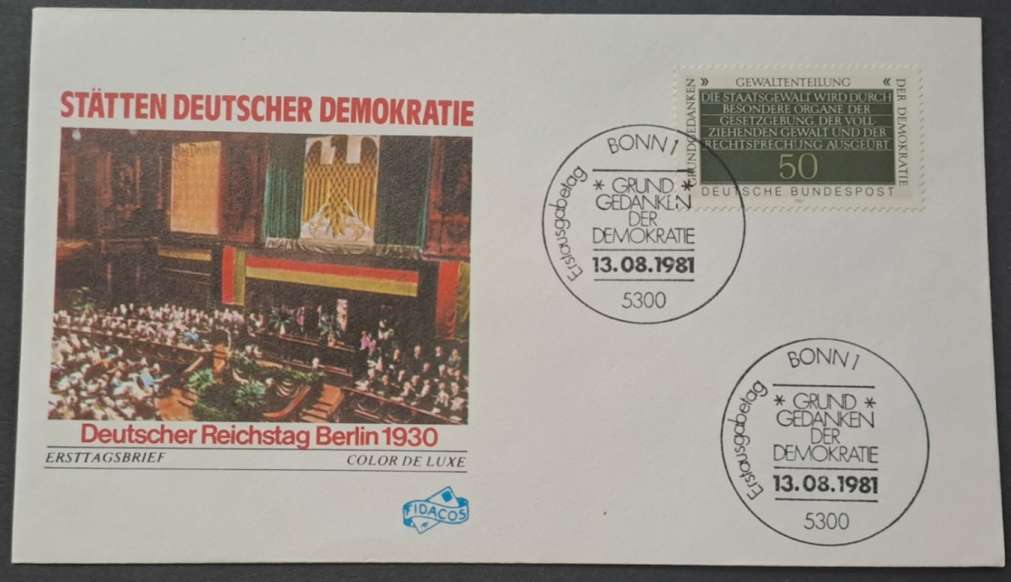 STÄTTEN DEUTSCHER DEMOKRATIE
Deutscher Reichstag Berlin 1930
ERSTTAGSBRIEF
COLOR DE LUXE
FIDACOS
» GEWALTENTEILUNG «
GRUNDGEDANKEN
DIE STAATSGEWALT WIRD DURCH
BESONDERE ORGANE DER
GESETZGEBUNG, DER VOLL-
ZIEHENDEN GEWALT UND DER
RECHTSPRECHUNG AUSGEÜBT
50
DER DEMOKRATIE
DEUTSCHE BUNDESPOST
BONN 1
Erstausgabetag
* GRUND *
GEDANKEN
DER
DEMOKRATIE
13.08.1981
5300
BONN 1
Erstausgabetag
* GRUND *
GEDANKEN
DER
DEMOKRATIE
13.08.1981
5300